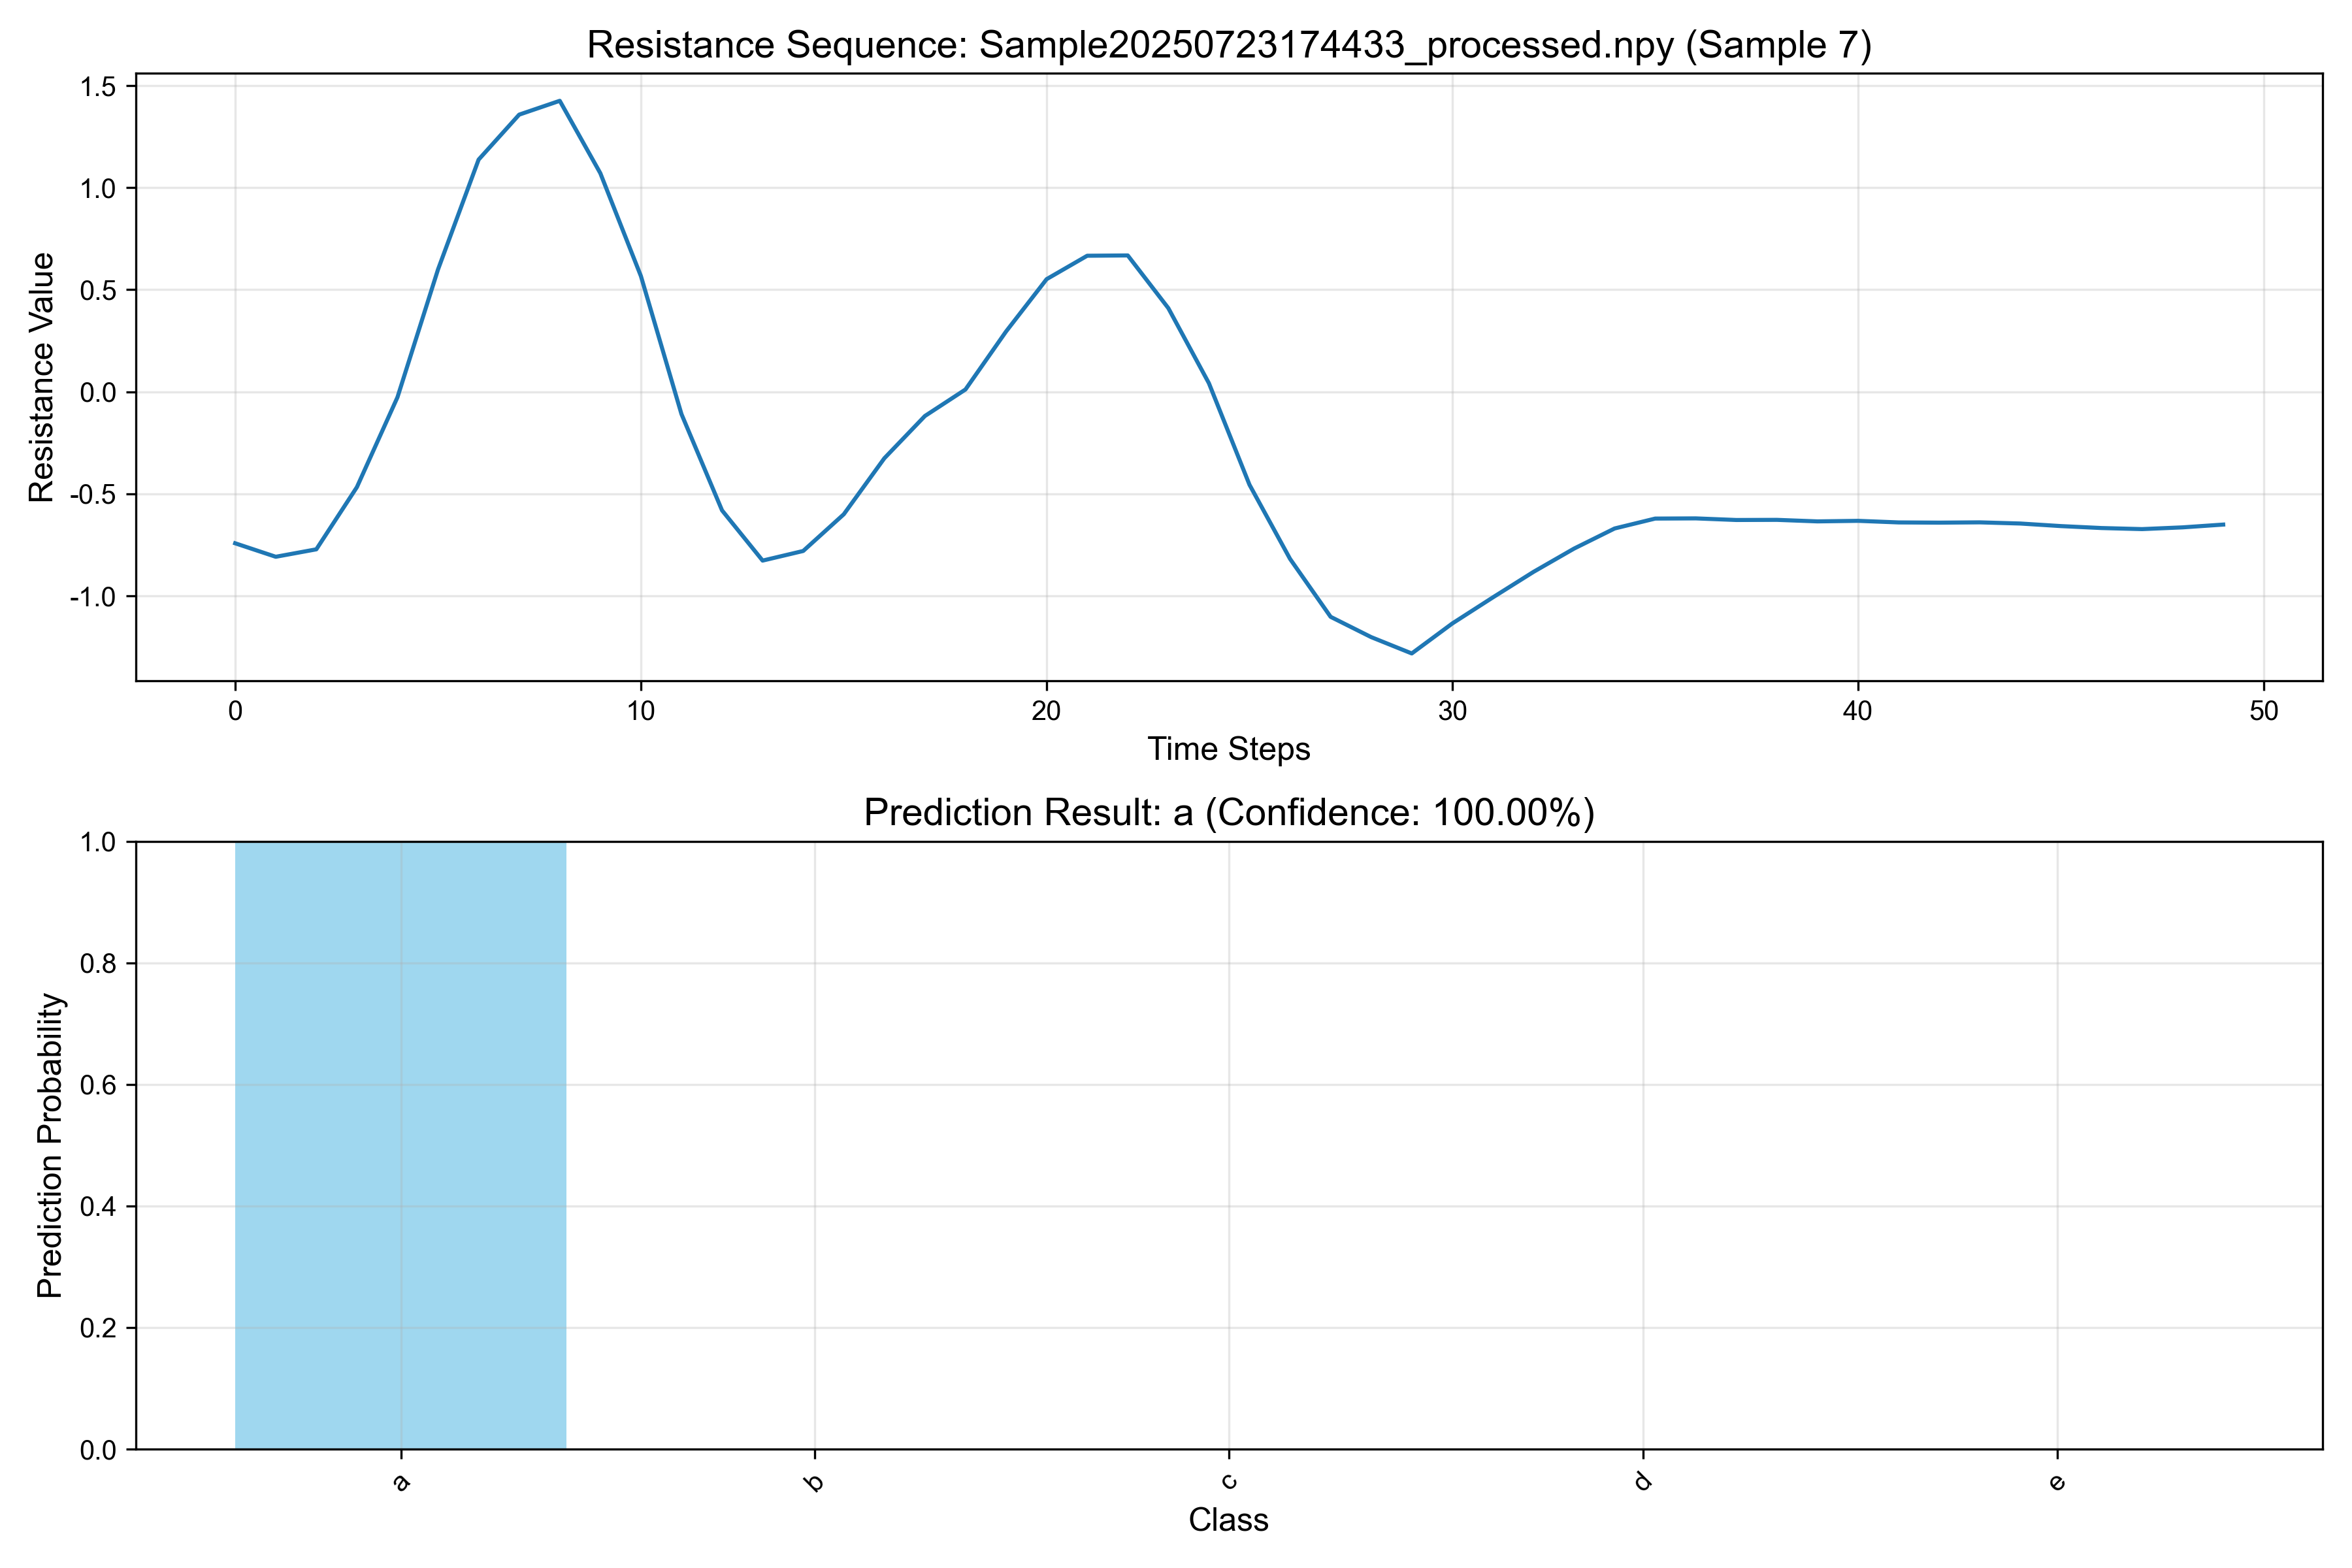 Resistance Sequence: Sample20250723174433_processed.npy (Sample 7)
1.5
1.0
0.5
0.0
-0.5
-1.0
Resistance Value
0 10 20 30 40 50
Time Steps
Prediction Result: a (Confidence: 100.00%)
1.0
0.8
0.6
0.4
0.2
0.0
Prediction Probability
a b c d e
Class